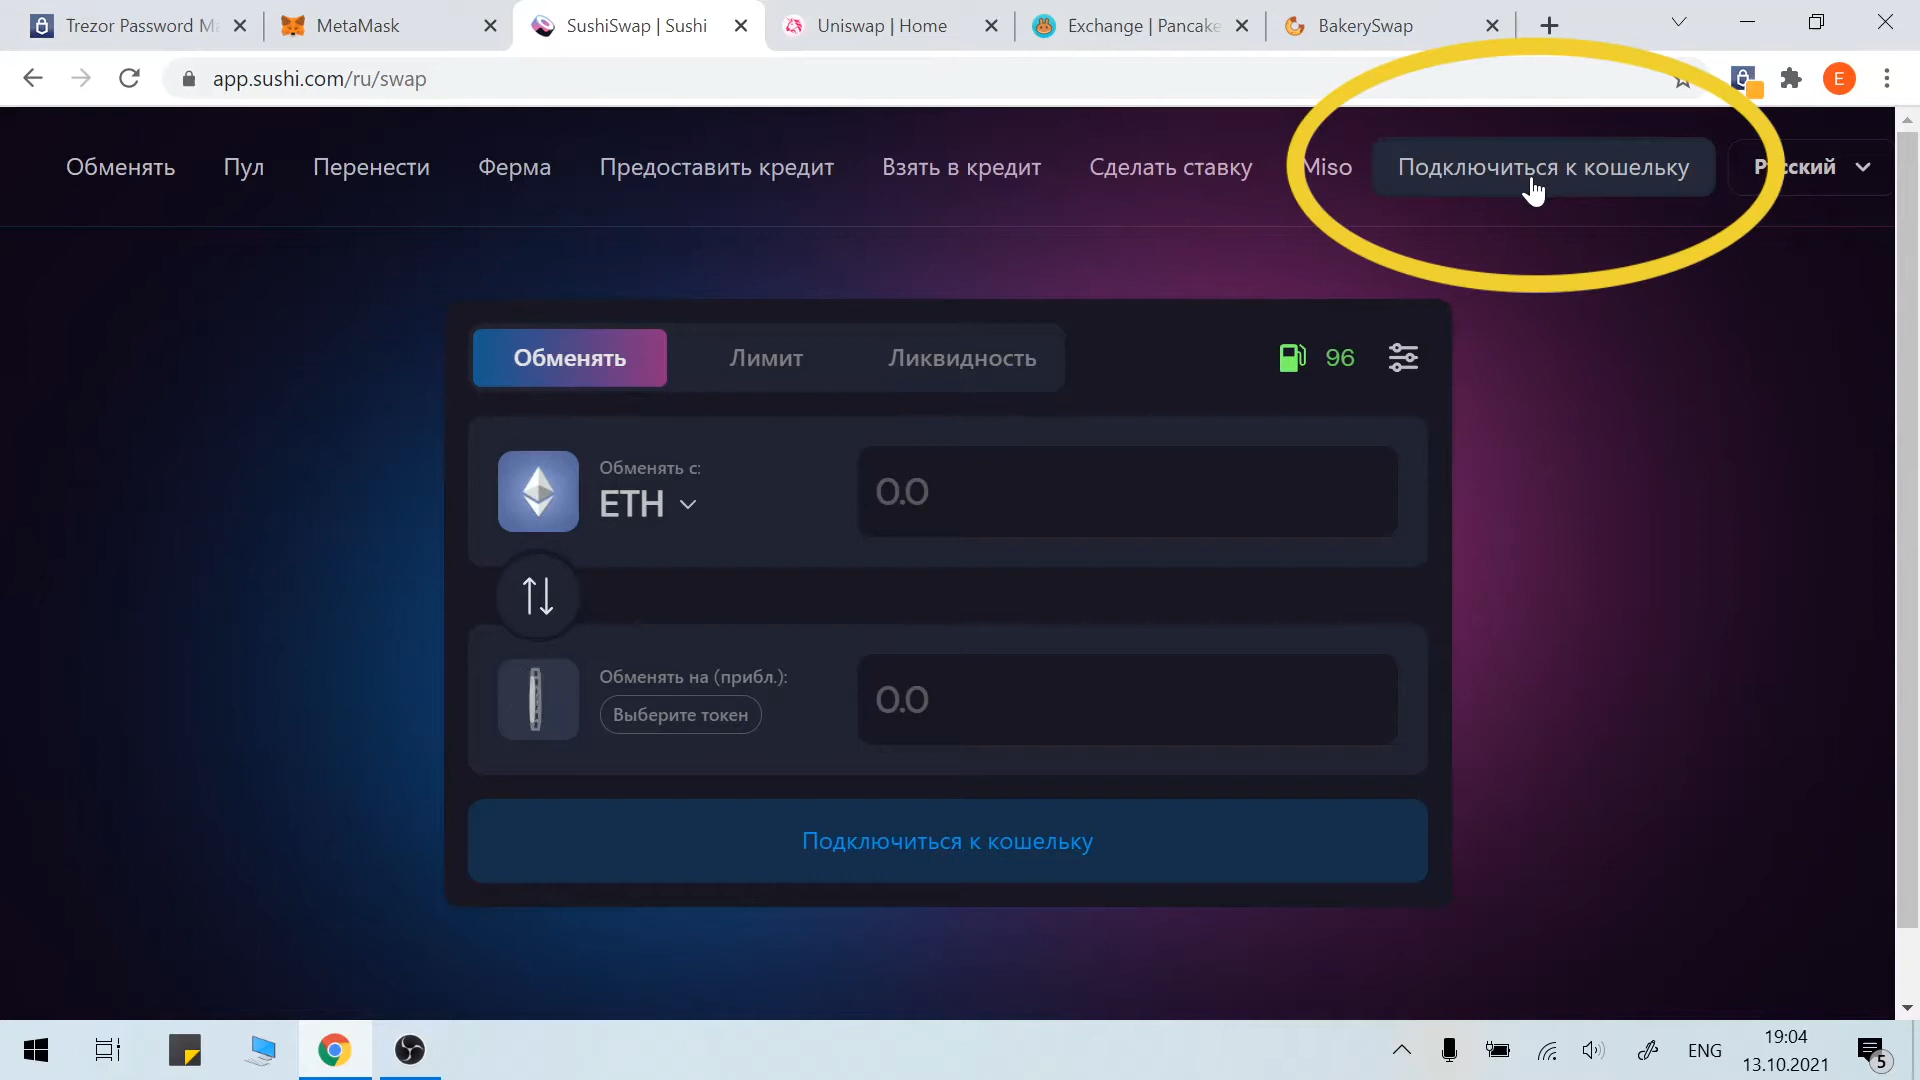 Trezor Password Ma
MetaMask
SushiSwap | Sushi
Uniswap | Home
Exchange | Pancake
BakerySwap
app.sushi.com/ru/swap
E
Обменять
Пул
Перенести
Ферма
Предоставить кредит
Взять в кредит
Сделать ставку
Miso
Подключиться к кошельку
Русский
Обменять
Лимит
Ликвидность
96
Обменять с:
ETH
0.0
Обменять на (прибл.):
Выберите токен
0.0
Подключиться к кошельку
ENG
19:04
13.10.2021
5